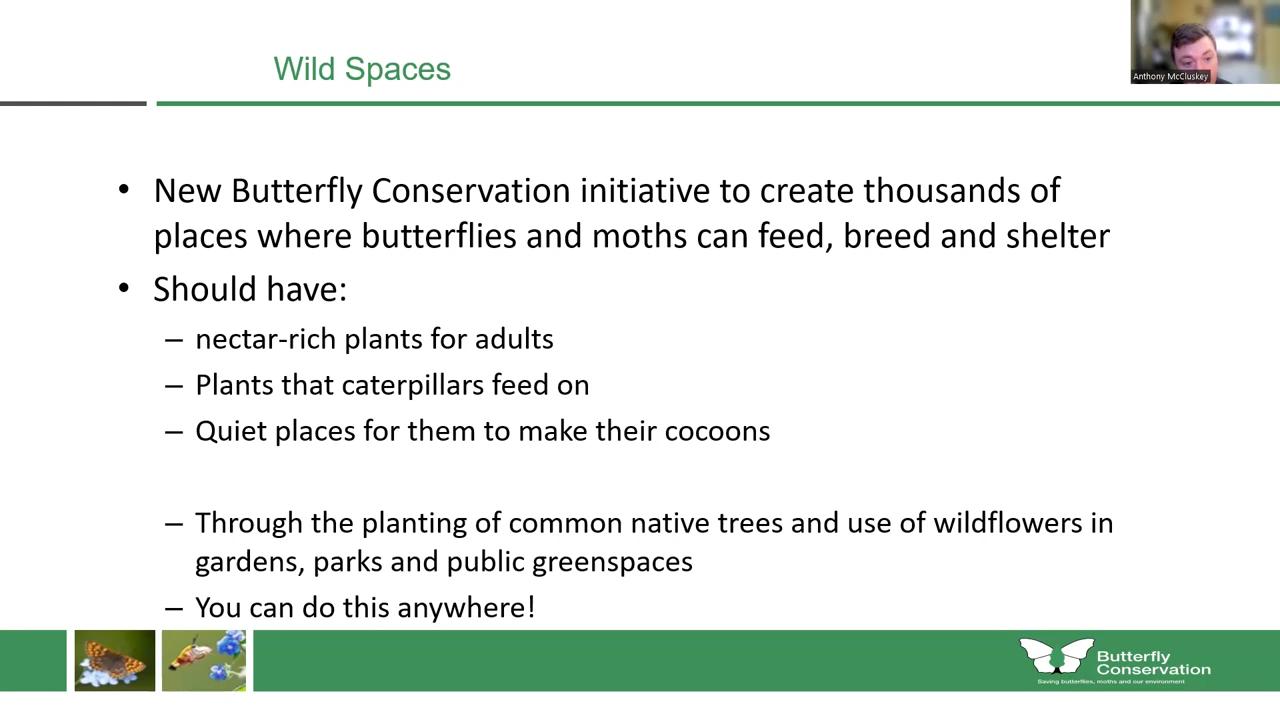 Wild Spaces
Anthony McCluskey
• New Butterfly Conservation initiative to create thousands of
places where butterflies and moths can feed, breed and shelter
• Should have:
– nectar-rich plants for adults
– Plants that caterpillars feed on
– Quiet places for them to make their cocoons
– Through the planting of common native trees and use of wildflowers in
gardens, parks and public greenspaces
– You can do this anywhere!
Butterfly
Conservation
Saving butterflies, moths and our environment